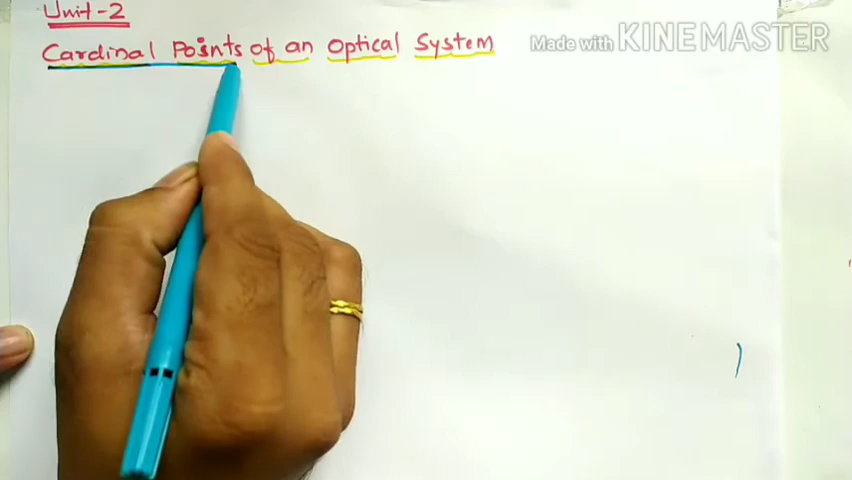 Unit-2
Cardinal Points of an Optical System
Made with KINEMASTER